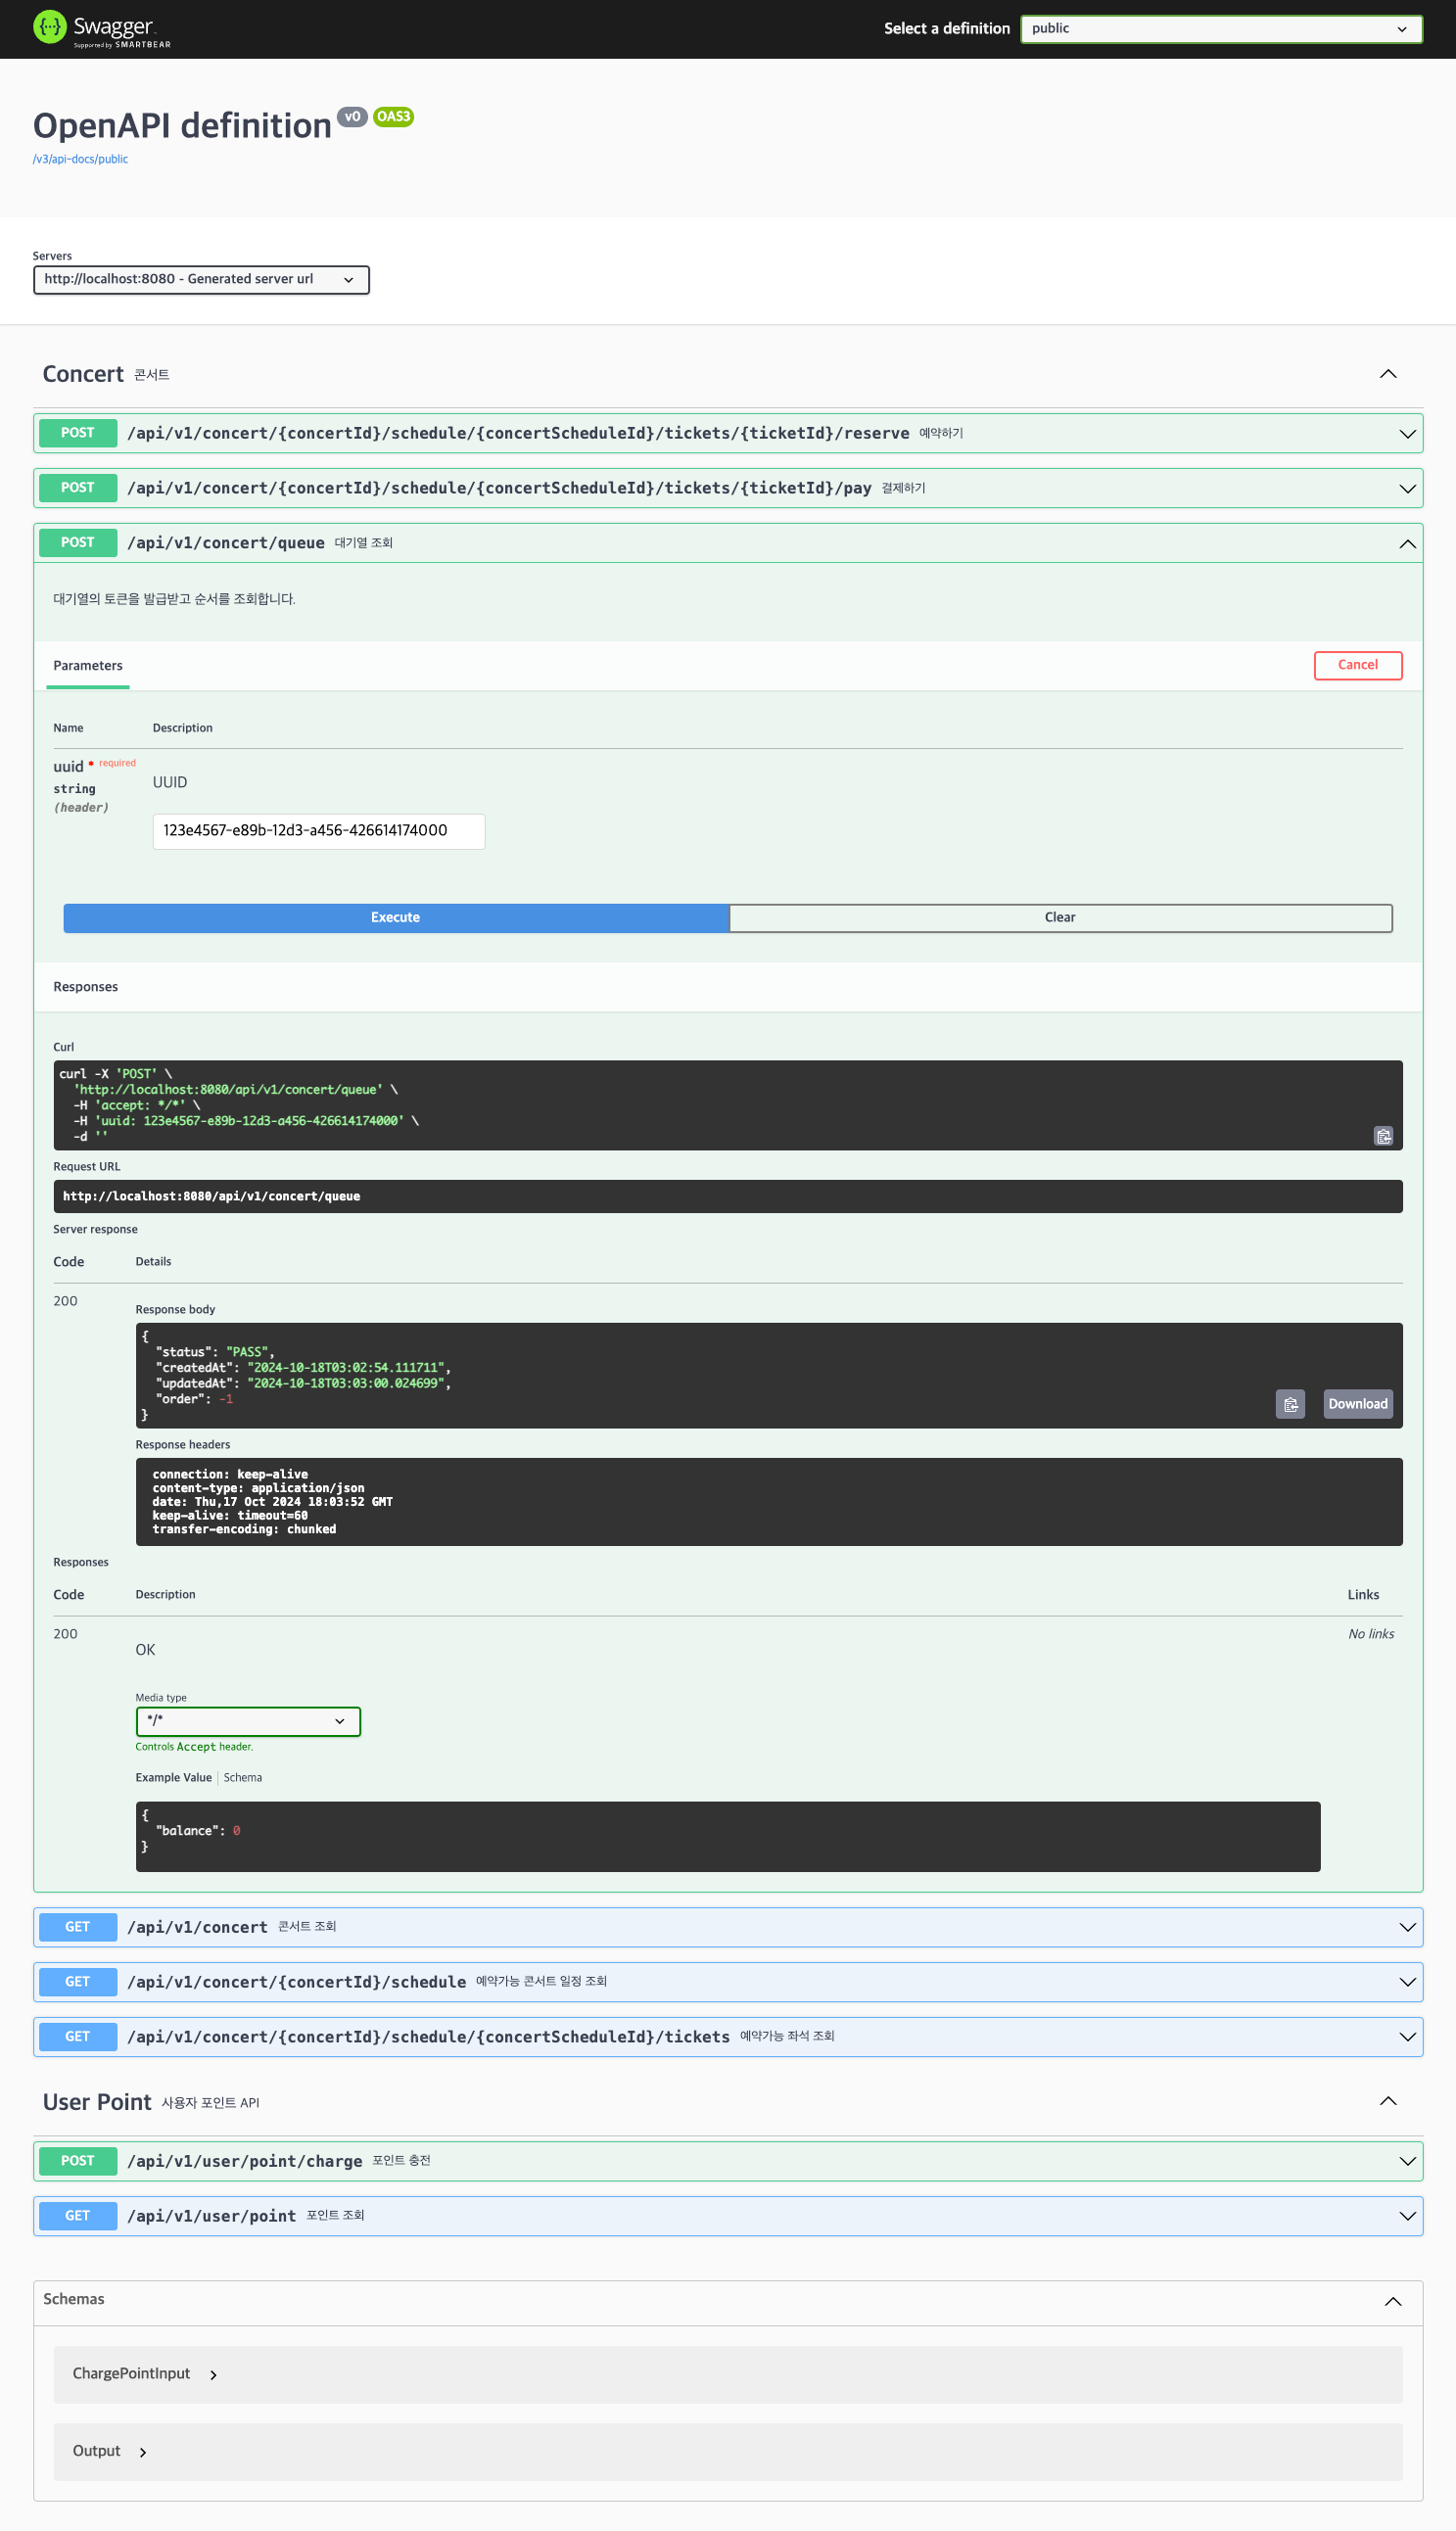 Swagger
Supported by SMARTBEAR
Select a definition
public
OpenAPI definition
v0
OAS3
/v3/api-docs/public
Servers
http://localhost:8080 - Generated server url
Concert 콘서트
POST /api/v1/concert/{concertId}/schedule/{concertScheduleId}/tickets/{ticketId}/reserve 예약하기
POST /api/v1/concert/{concertId}/schedule/{concertScheduleId}/tickets/{ticketId}/pay 결제하기
POST /api/v1/concert/queue 대기열 조회
대기열의 토큰을 발급받고 순서를 조회합니다.
Parameters
Cancel
Name Description
uuid * required
string
(header)
UUID
123e4567-e89b-12d3-a456-426614174000
Execute
Clear
Responses
Curl
curl -X 'POST' \
'http://localhost:8080/api/v1/concert/queue' \
-H 'accept: */*' \
-H 'uuid: 123e4567-e89b-12d3-a456-426614174000' \
-d ''
Request URL
http://localhost:8080/api/v1/concert/queue
Server response
Code Details
200
Response body
{
"status": "PASS",
"createdAt": "2024-10-18T03:02:54.111711",
"updatedAt": "2024-10-18T03:03:00.024699",
"order": -1
}
Download
Response headers
connection: keep-alive
content-type: application/json
date: Thu,17 Oct 2024 18:03:52 GMT
keep-alive: timeout=60
transfer-encoding: chunked
Responses
Code Description Links
200
OK
No links
Media type
*/*
Controls Accept header.
Example Value Schema
{
"balance": 0
}
GET /api/v1/concert 콘서트 조회
GET /api/v1/concert/{concertId}/schedule 예약가능 콘서트 일정 조회
GET /api/v1/concert/{concertId}/schedule/{concertScheduleId}/tickets 예약가능 좌석 조회
User Point 사용자 포인트 API
POST /api/v1/user/point/charge 포인트 충전
GET /api/v1/user/point 포인트 조회
Schemas
ChargePointInput
Output